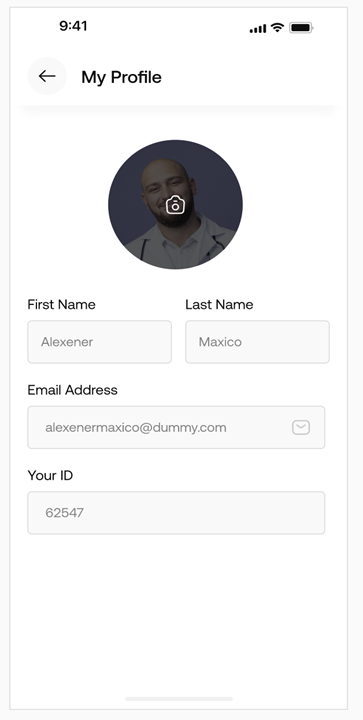 9:41
My Profile
First Name
Last Name
Alexener
Maxico
Email Address
alexenermaxico@dummy.com
Your ID
62547